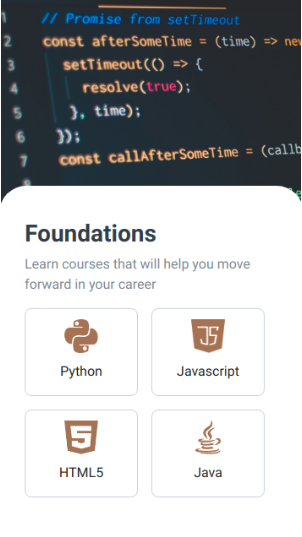 1 // Promise from setTimeout
2 const afterSomeTime = (time) => new
3 setTimeout(() => {
4 resolve(true);
5 }, time);
6 });
7 const callAfterSomeTime = (callb
8
Foundations
Learn courses that will help you move
forward in your career
Python
JS
Javascript
5
HTML5
Java